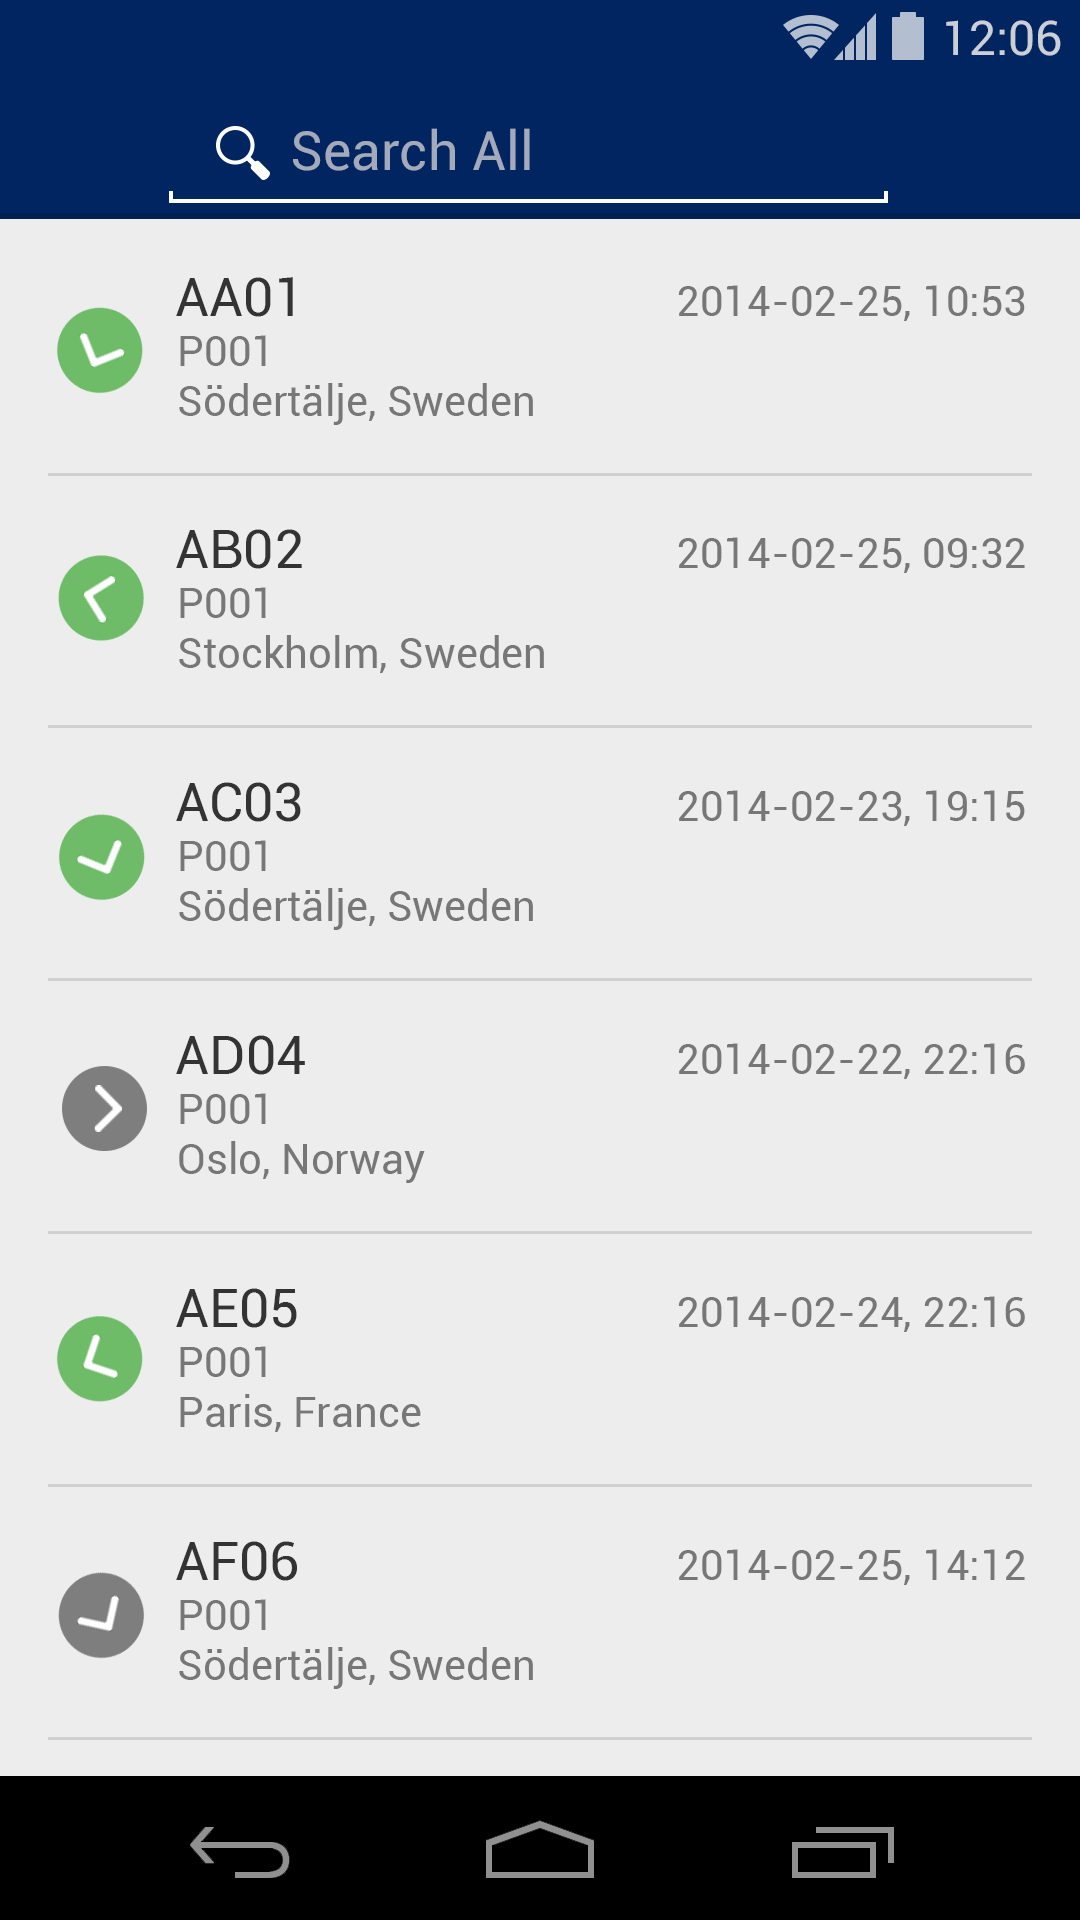 12:06
Search All
AA01 2014-02-25, 10:53
P001
Södertälje, Sweden
AB02 2014-02-25, 09:32
P001
Stockholm, Sweden
AC03 2014-02-23, 19:15
P001
Södertälje, Sweden
AD04 2014-02-22, 22:16
P001
Oslo, Norway
AE05 2014-02-24, 22:16
P001
Paris, France
AF06 2014-02-25, 14:12
P001
Södertälje, Sweden